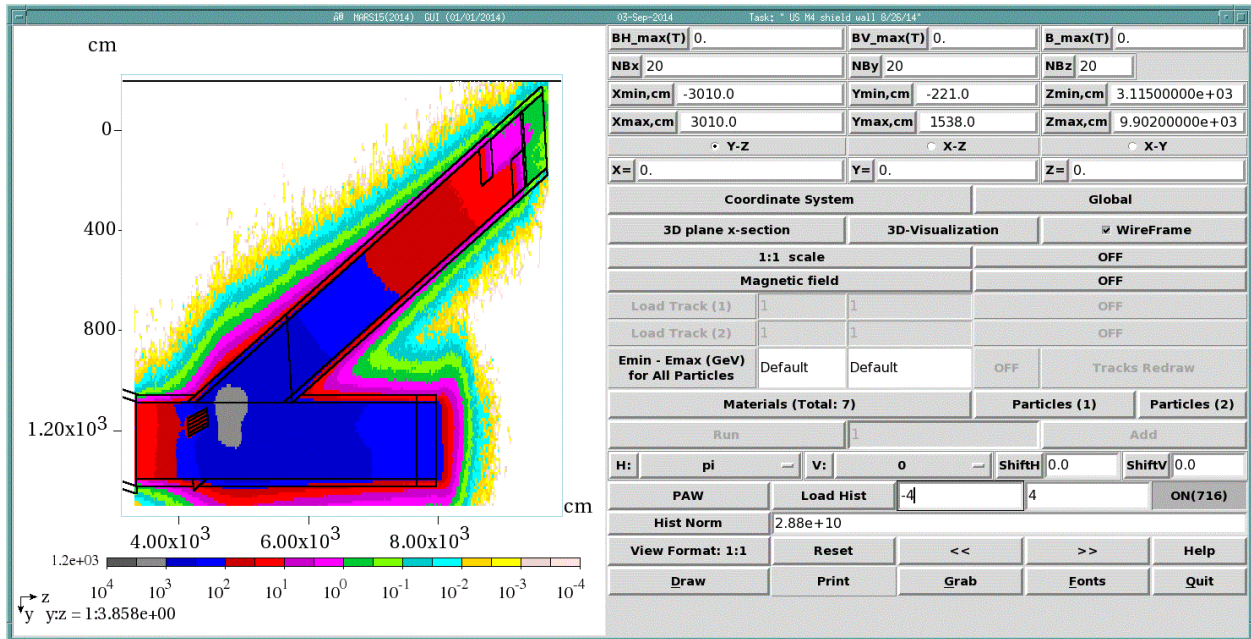 MARS15(2014) GUI (01/01/2014) 03-Sep-2014 Task: " US M4 shield wall 8/26/14"
cm
0
400
800
1.20x10³
cm
4.00x10³ 6.00x10³ 8.00x10³
1.2e+03
10⁴ 10³ 10² 10¹ 10⁰ 10⁻¹ 10⁻² 10⁻³ 10⁻⁴
z
y y:z = 1:3.858e+00
BH_max(T) 0. BV_max(T) 0. B_max(T) 0.
NBx 20 NBy 20 NBz 20
Xmin,cm -3010.0 Ymin,cm -221.0 Zmin,cm 3.11500000e+03
Xmax,cm 3010.0 Ymax,cm 1538.0 Zmax,cm 9.90200000e+03
Y-Z X-Z X-Y
X= 0. Y= 0. Z= 0.
Coordinate System Global
3D plane x-section 3D-Visualization WireFrame
1:1 scale OFF
Magnetic field OFF
Load Track (1) 1 1 OFF
Load Track (2) 1 1 OFF
Emin - Emax (GeV)
for All Particles Default Default OFF Tracks Redraw
Materials (Total: 7) Particles (1) Particles (2)
Run 1 Add
H: pi V: 0 ShiftH 0.0 ShiftV 0.0
PAW Load Hist -4 4 ON(716)
Hist Norm 2.88e+10
View Format: 1:1 Reset << >> Help
Draw Print Grab Fonts Quit